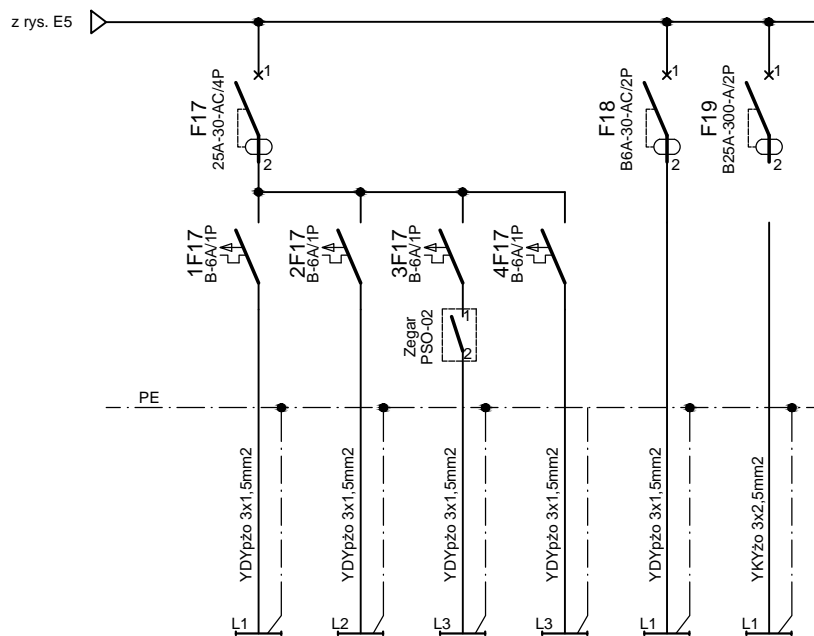 z rys. E5
1
F17
25A-30-AC/4P
2
1
F18
B6A-30-AC/2P
2
1
F19
B25A-300-A/2P
2
1F17
B-6A/1P
2F17
B-6A/1P
3F17
B-6A/1P
4F17
B-6A/1P
Zegar
PSO-02
1
2
PE
YDYpżo 3x1,5mm2
YDYpżo 3x1,5mm2
YDYpżo 3x1,5mm2
YDYpżo 3x1,5mm2
YDYpżo 3x1,5mm2
YKYżo 3x2,5mm2
L1
L2
L3
L3
L1
L1